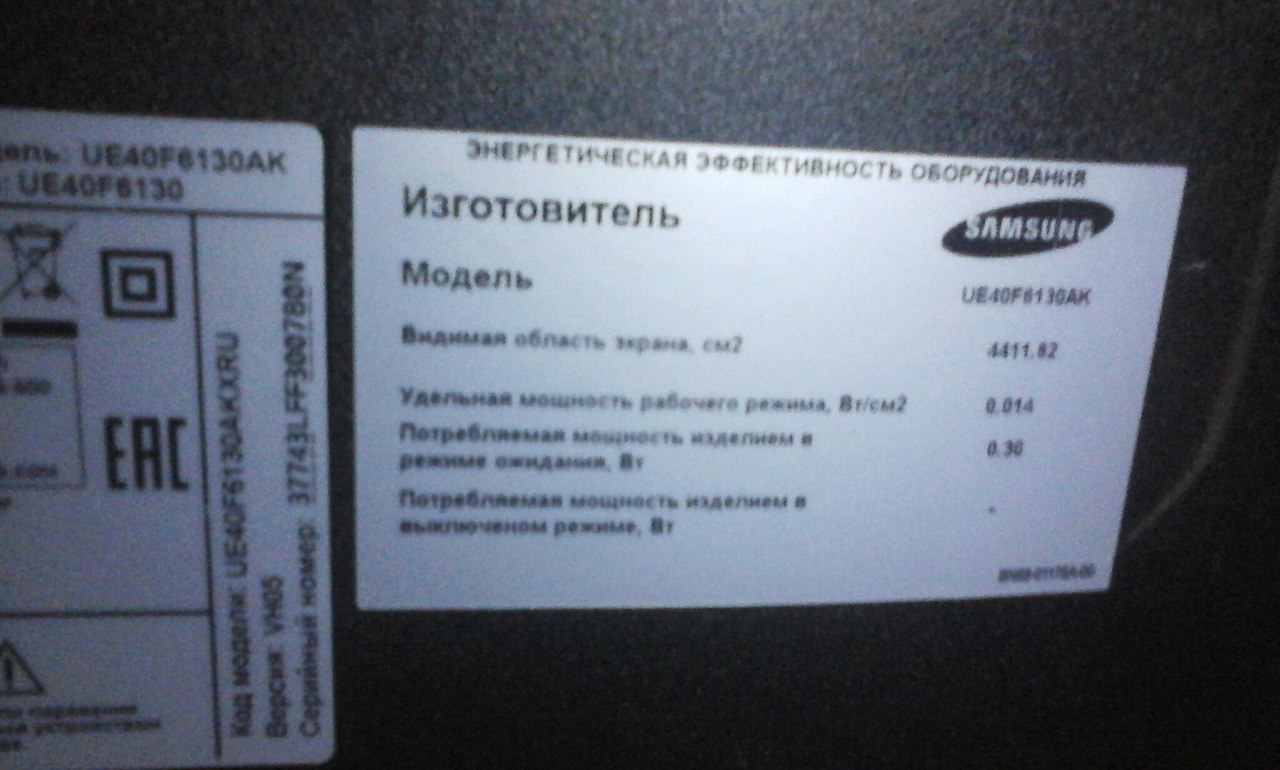 UE40F6130AK
UE40F6130
EAC
Код модели: UE40F6130AKXRU
Версия: VH05
Серийный номер: 37743LFF300780N
ЭНЕРГЕТИЧЕСКАЯ ЭФФЕКТИВНОСТЬ ОБОРУДОВАНИЯ
Изготовитель SAMSUNG
Модель UE40F6130AK
Видимая область экрана, см2 4411.82
Удельная мощность рабочего режима, Вт/см2 0.014
Потребляемая мощность изделием в
режиме ожидания, Вт 0.30
Потребляемая мощность изделием в
выключеном режиме, Вт -